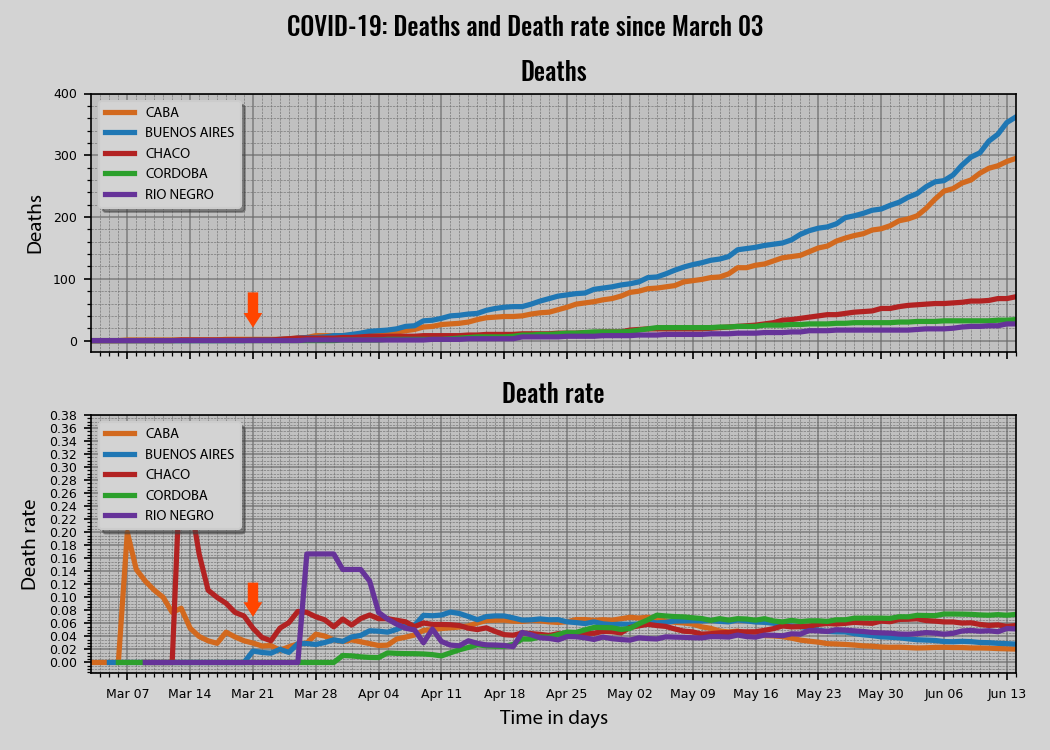 COVID-19: Deaths and Death rate since March 03
Deaths
400
300
200
100
0
Deaths
CABA
BUENOS AIRES
CHACO
CORDOBA
RIO NEGRO
Death rate
0.38
0.36
0.34
0.32
0.30
0.28
0.26
0.24
0.22
0.20
0.18
0.16
0.14
0.12
0.10
0.08
0.06
0.04
0.02
0.00
Death rate
CABA
BUENOS AIRES
CHACO
CORDOBA
RIO NEGRO
Mar 07 Mar 14 Mar 21 Mar 28 Apr 04 Apr 11 Apr 18 Apr 25 May 02 May 09 May 16 May 23 May 30 Jun 06 Jun 13
Time in days